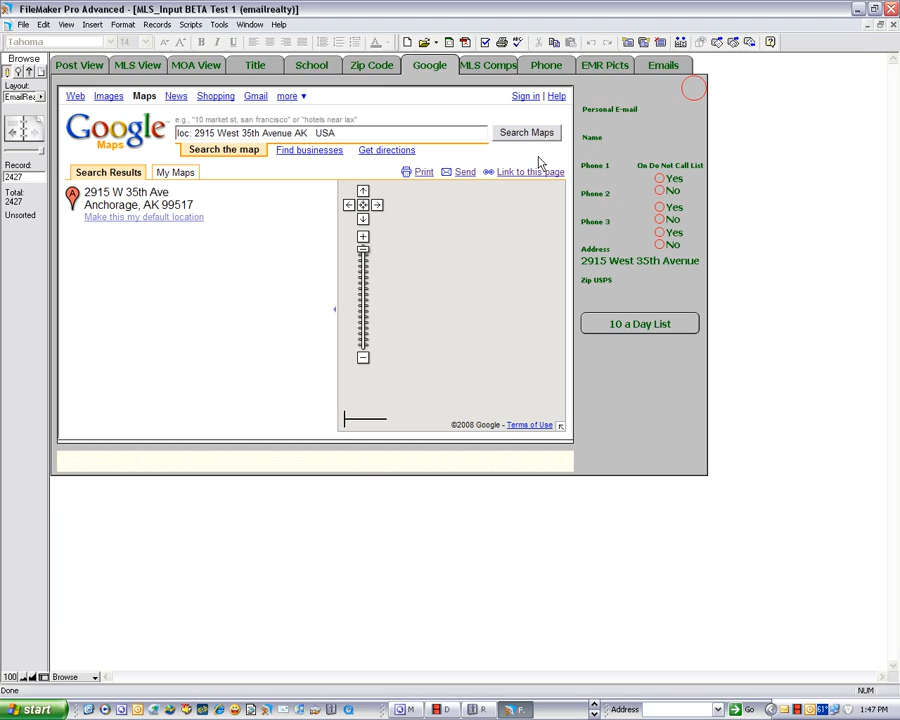 FileMaker Pro Advanced - [MLS_Input BETA Test 1 (emailrealty)]
File Edit View Insert Format Records Scripts Tools Window Help
Tahoma 14
Browse
Layout:
EmailRea
Record:
2427
Total:
2427
Unsorted
Post View MLS View MOA View Title School Zip Code Google MLS Comps Phone EMR Picts Emails
Web Images Maps News Shopping Gmail more ▼ Sign in | Help
Google Maps
e.g., "10 market st, san francisco" or "hotels near lax"
loc: 2915 West 35th Avenue AK USA
Search Maps
Search the map Find businesses Get directions
Search Results My Maps Print Send Link to this page
A
2915 W 35th Ave
Anchorage, AK 99517
Make this my default location
©2008 Google - Terms of Use
Personal E-mail
Name
Phone 1 On Do Not Call List
Yes
No
Phone 2
Yes
No
Phone 3
Yes
No
Address
2915 West 35th Avenue
Zip USPS
10 a Day List
100 Browse
Done NUM
start M D R F. Address Go 61° 1:47 PM